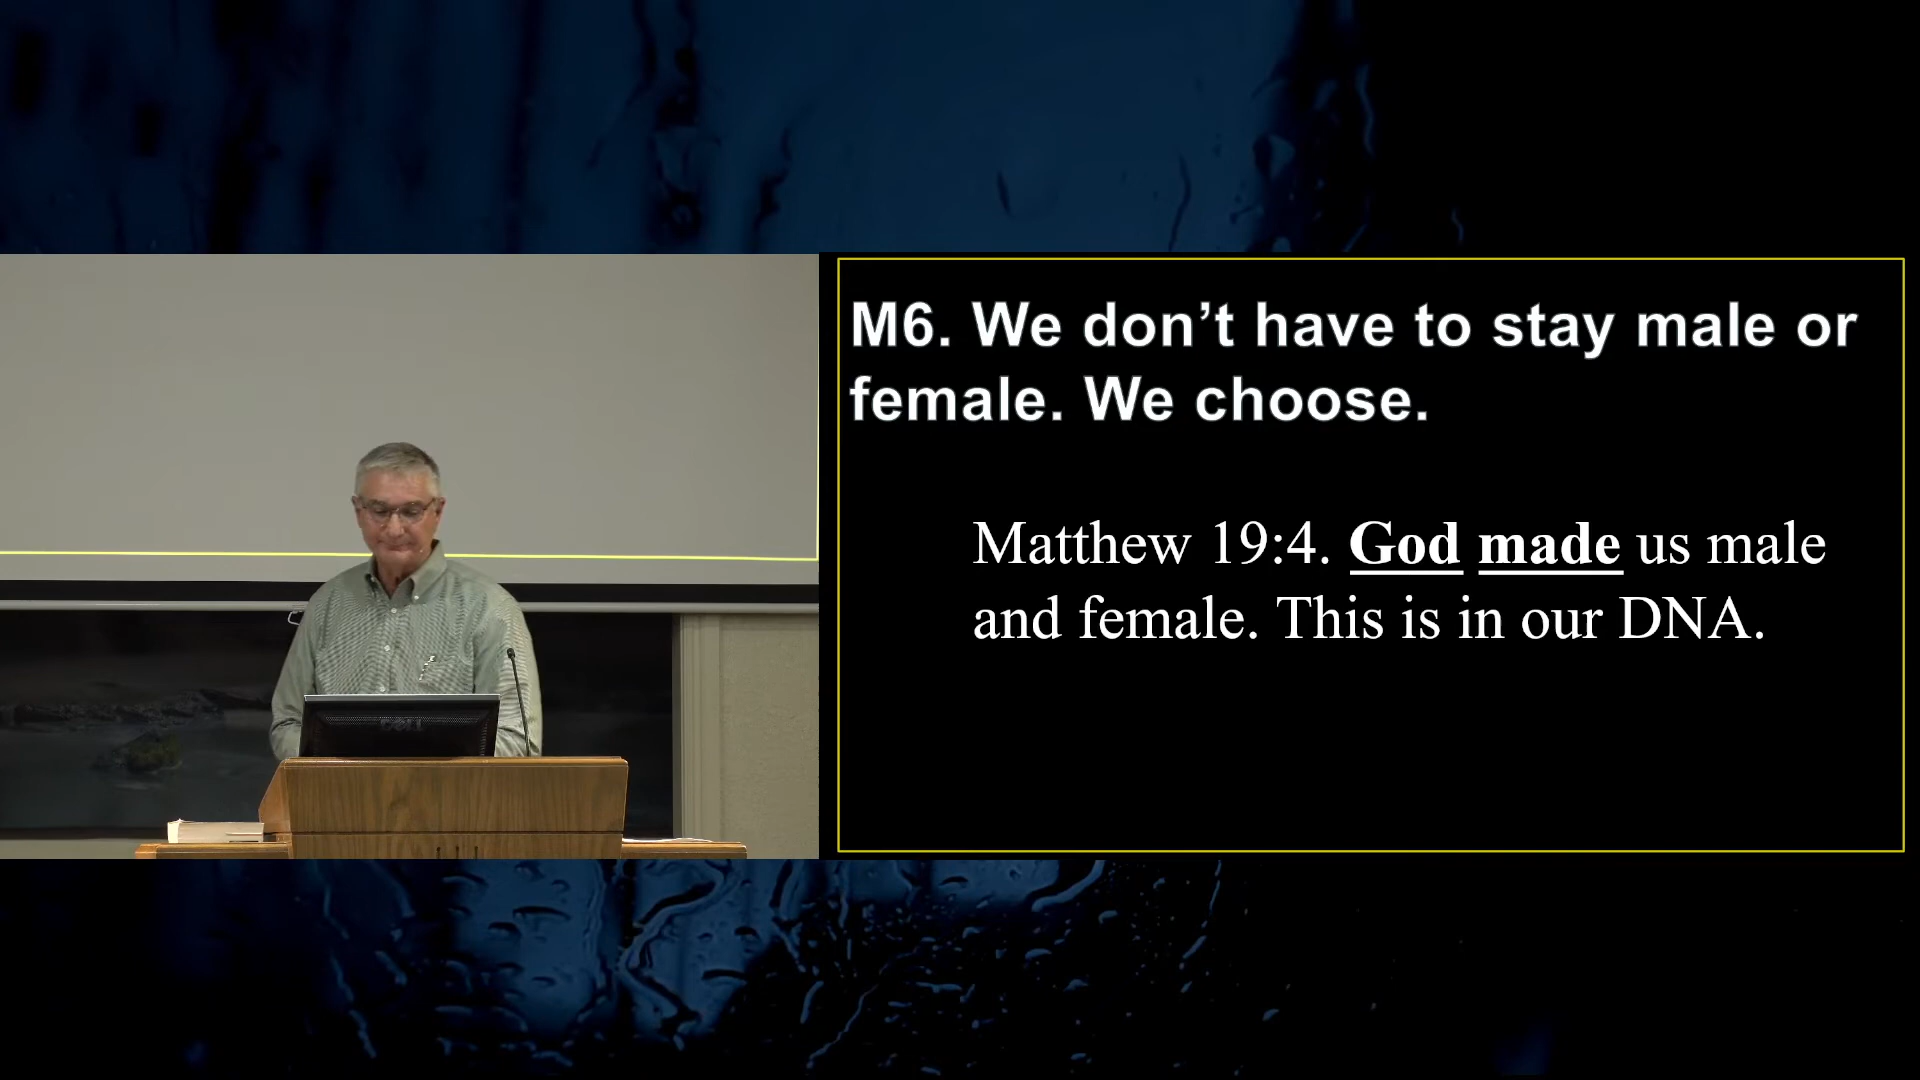 M6. We don’t have to stay male or
female. We choose.
Matthew 19:4. God made us male
and female. This is in our DNA.
DELL